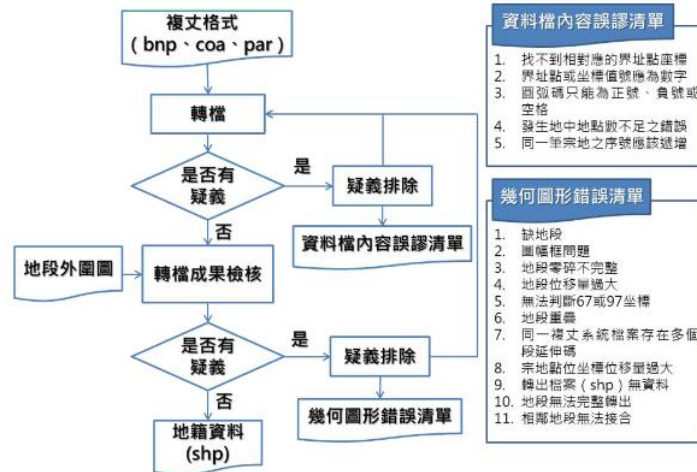 複丈格式
（bnp、coa、par）
轉檔
是否有
疑義
是
疑義排除
資料檔內容誤謬清單
否
地段外圍圖
轉檔成果檢核
是否有
疑義
是
疑義排除
幾何圖形錯誤清單
否
地籍資料
(shp)
資料檔內容誤謬清單
1. 找不到相對應的界址點座標
2. 界址點或坐標值號應為數字
3. 圓弧碼只能為正號、負號或
空格
4. 發生地中地點數不足之錯誤
5. 同一筆宗地之序號應該遞增
幾何圖形錯誤清單
1. 缺地段
2. 圖幅框問題
3. 地段零碎不完整
4. 地段位移量過大
5. 無法判斷67或97坐標
6. 地段重疊
7. 同一複丈系統檔案存在多個
段延伸碼
8. 宗地點位坐標位移量過大
9. 轉出檔案（shp）無資料
10. 地段無法完整轉出
11. 相鄰地段無法接合